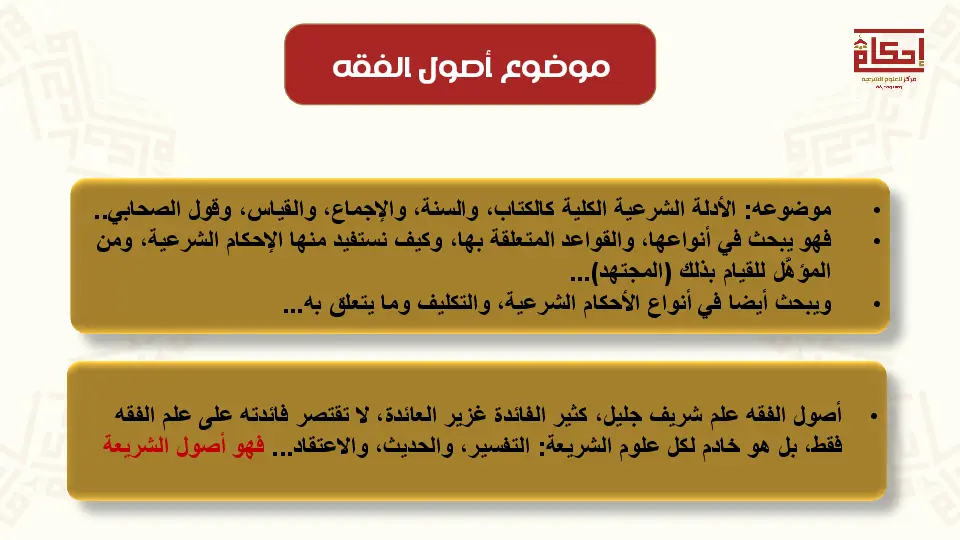 موضوع أصول الفقه
إحكام
مركز للعلوم الشرعية
• موضوعه: الأدلة الشرعية الكلية كالكتاب، والسنة، والإجماع، والقياس، وقول الصحابي..
• فهو يبحث في أنواعها، والقواعد المتعلقة بها، وكيف نستفيد منها الإحكام الشرعية، ومن
المؤهَّل للقيام بذلك (المجتهد)...
• ويبحث أيضا في أنواع الأحكام الشرعية، والتكليف وما يتعلق به...
• أصول الفقه علم شريف جليل، كثير الفائدة غزير العائدة، لا تقتصر فائدته على علم الفقه
فقط، بل هو خادم لكل علوم الشريعة: التفسير، والحديث، والاعتقاد... فهو أصول الشريعة